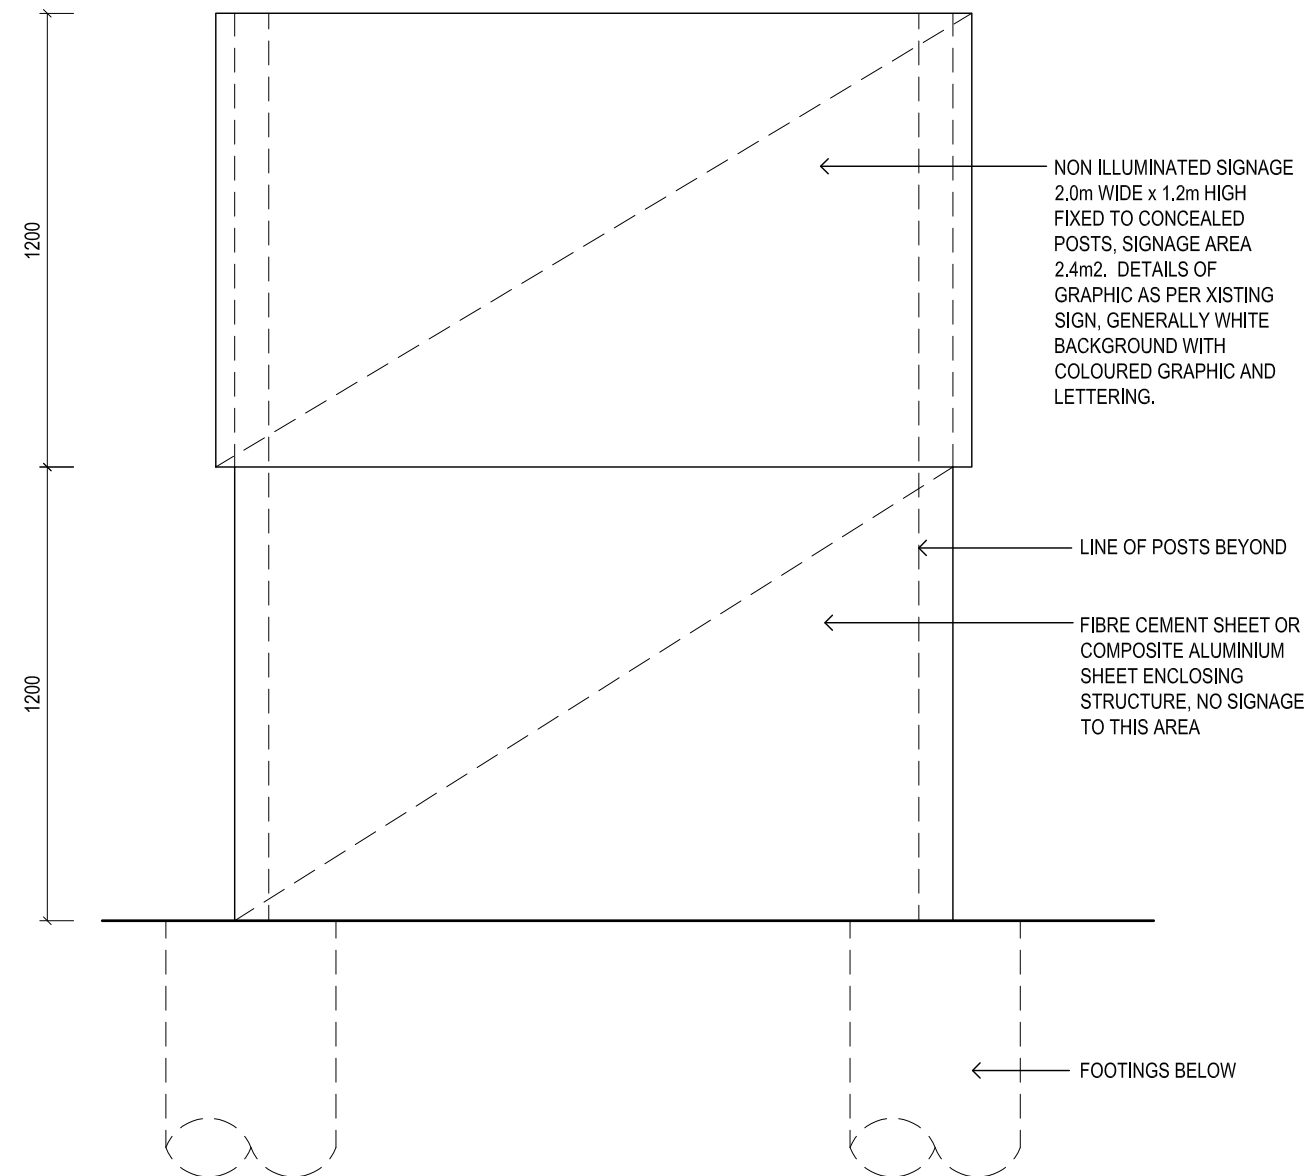 1200
NON ILLUMINATED SIGNAGE
2.0m WIDE x 1.2m HIGH
FIXED TO CONCEALED
POSTS, SIGNAGE AREA
2.4m2. DETAILS OF
GRAPHIC AS PER XISTING
SIGN, GENERALLY WHITE
BACKGROUND WITH
COLOURED GRAPHIC AND
LETTERING.
LINE OF POSTS BEYOND
1200
FIBRE CEMENT SHEET OR
COMPOSITE ALUMINIUM
SHEET ENCLOSING
STRUCTURE, NO SIGNAGE
TO THIS AREA
FOOTINGS BELOW